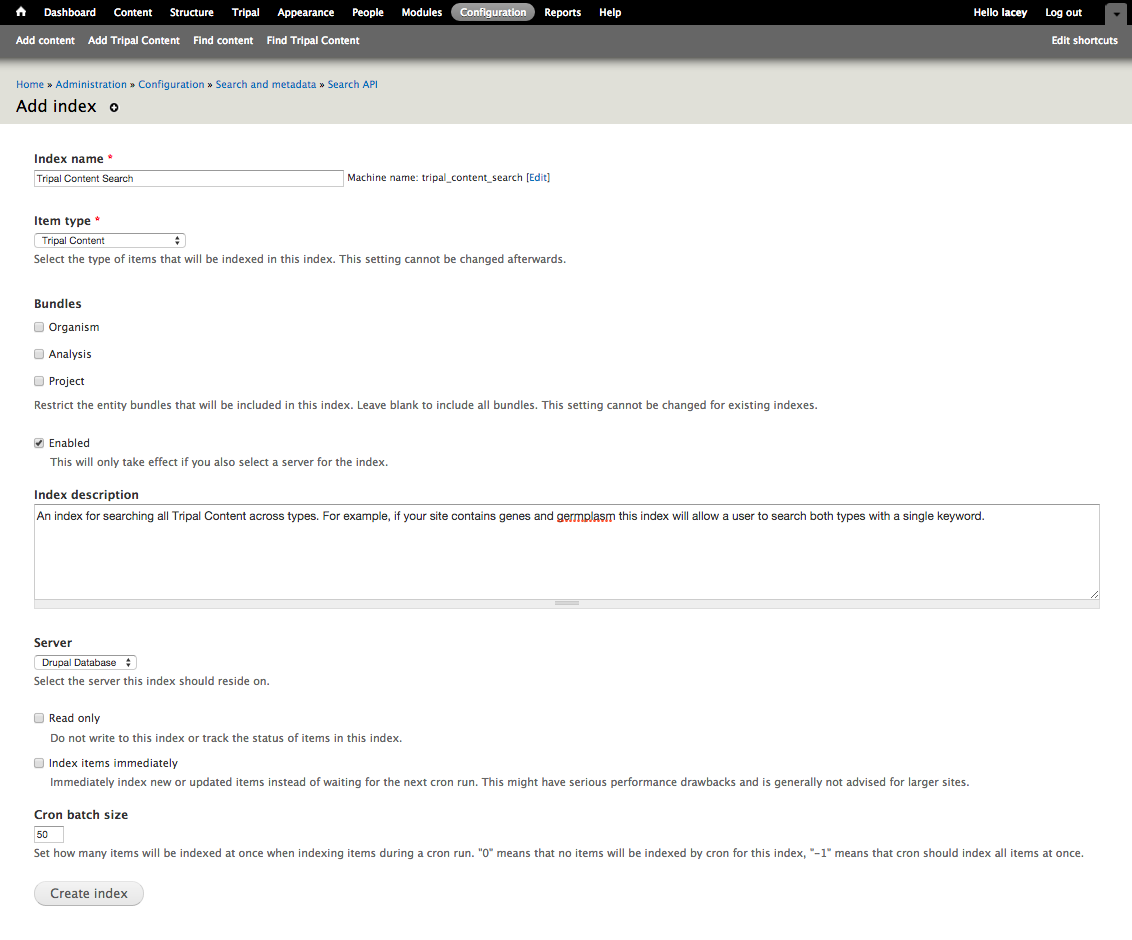 Dashboard Content Structure Tripal Appearance People Modules Configuration Reports Help Hello lacey Log out
Add content Add Tripal Content Find content Find Tripal Content Edit shortcuts
Home » Administration » Configuration » Search and metadata » Search API
Add index
Index name *
Tripal Content Search Machine name: tripal_content_search [Edit]
Item type *
Tripal Content
Select the type of items that will be indexed in this index. This setting cannot be changed afterwards.
Bundles
Organism
Analysis
Project
Restrict the entity bundles that will be included in this index. Leave blank to include all bundles. This setting cannot be changed for existing indexes.
Enabled
This will only take effect if you also select a server for the index.
Index description
An index for searching all Tripal Content across types. For example, if your site contains genes and germplasm this index will allow a user to search both types with a single keyword.
Server
Drupal Database
Select the server this index should reside on.
Read only
Do not write to this index or track the status of items in this index.
Index items immediately
Immediately index new or updated items instead of waiting for the next cron run. This might have serious performance drawbacks and is generally not advised for larger sites.
Cron batch size
50
Set how many items will be indexed at once when indexing items during a cron run. "0" means that no items will be indexed by cron for this index, "-1" means that cron should index all items at once.
Create index